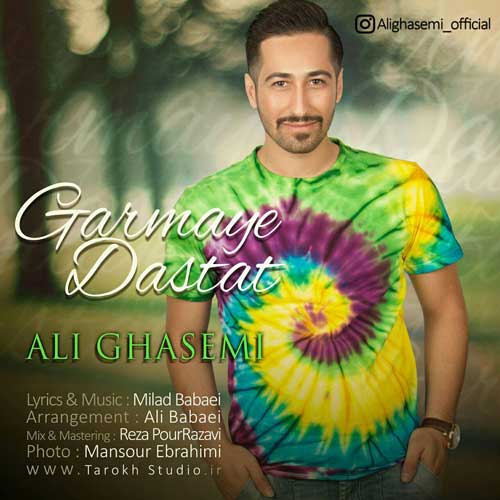 Alighasemi_official
Garmaye
Dastat
ALI GHASEMI
Lyrics & Music : Milad Babaei
Arrangement : Ali Babaei
Mix & Mastering : Reza PourRazavi
Photo : Mansour Ebrahimi
WWW.Tarokh Studio.ir